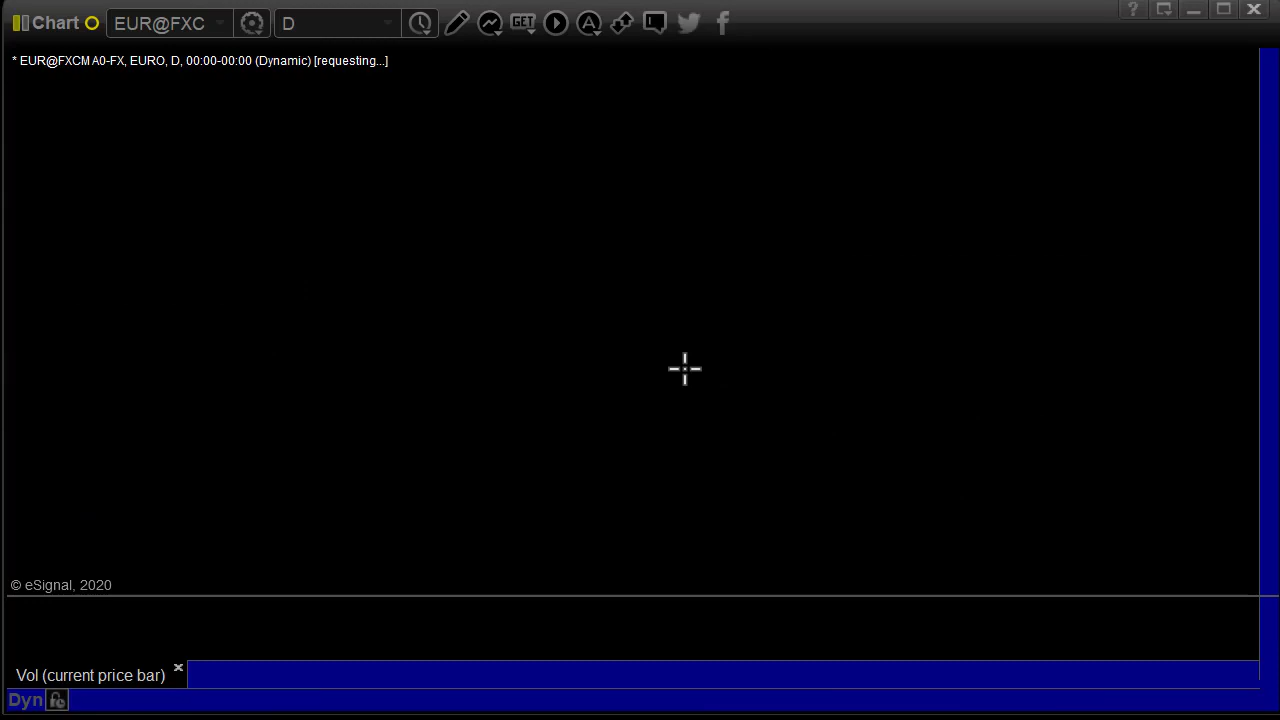 Chart EUR@FXC D GET A ?
* EUR@FXCM A0-FX, EURO, D, 00:00-00:00 (Dynamic) [requesting...]
© eSignal, 2020
Vol (current price bar)
Dyn